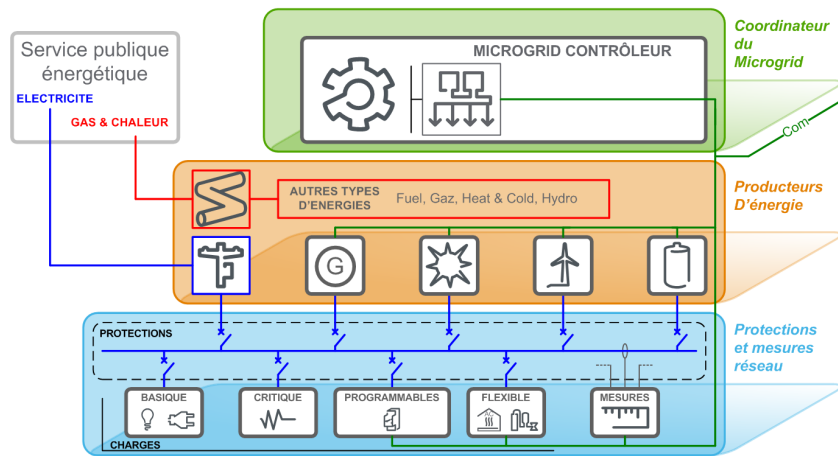 Service publique
énergétique
ELECTRICITE
GAS & CHALEUR
MICROGRID CONTRÔLEUR
Coordinateur
du
Microgrid
Com
AUTRES TYPES
D'ENERGIES
Fuel, Gaz, Heat & Cold, Hydro
Producteurs
D'énergie
G
PROTECTIONS
Protections
et mesures
réseau
BASIQUE
CRITIQUE
PROGRAMMABLES
FLEXIBLE
MESURES
CHARGES